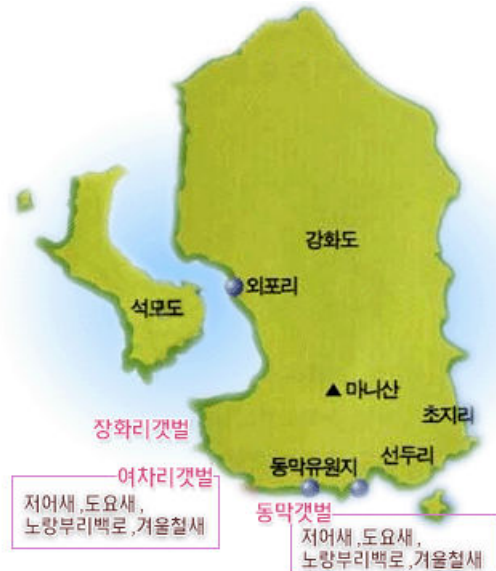 강화도
외포리
석모도
▲ 마니산
초지리
장화리갯벌
선두리
동막유원지
여차리갯벌
저어새 ,도요새 ,
노랑부리백로 ,겨울철새
동막갯벌
저어새 ,도요새 ,
노랑부리백로 ,겨울철새